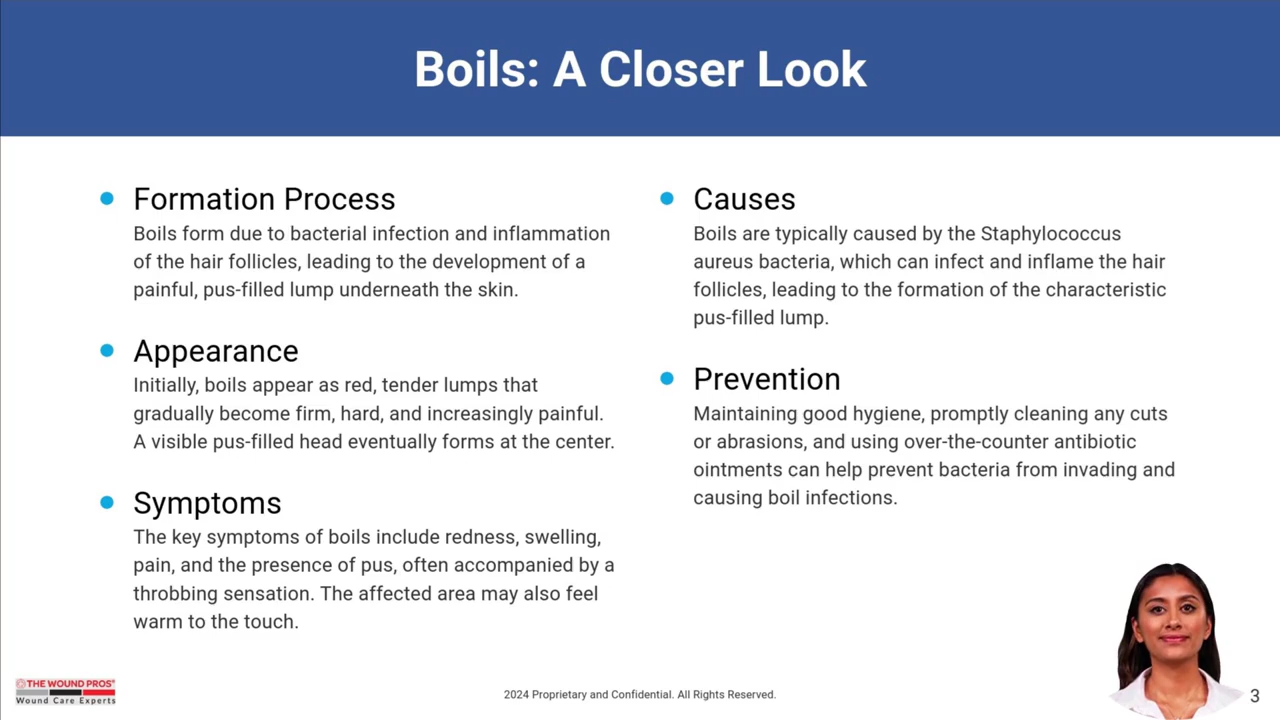 Boils: A Closer Look
Formation Process
Boils form due to bacterial infection and inflammation
of the hair follicles, leading to the development of a
painful, pus-filled lump underneath the skin.
Appearance
Initially, boils appear as red, tender lumps that
gradually become firm, hard, and increasingly painful.
A visible pus-filled head eventually forms at the center.
Symptoms
The key symptoms of boils include redness, swelling,
pain, and the presence of pus, often accompanied by a
throbbing sensation. The affected area may also feel
warm to the touch.
Causes
Boils are typically caused by the Staphylococcus
aureus bacteria, which can infect and inflame the hair
follicles, leading to the formation of the characteristic
pus-filled lump.
Prevention
Maintaining good hygiene, promptly cleaning any cuts
or abrasions, and using over-the-counter antibiotic
ointments can help prevent bacteria from invading and
causing boil infections.
THE WOUND PROS®
Wound Care Experts
2024 Proprietary and Confidential. All Rights Reserved.
3